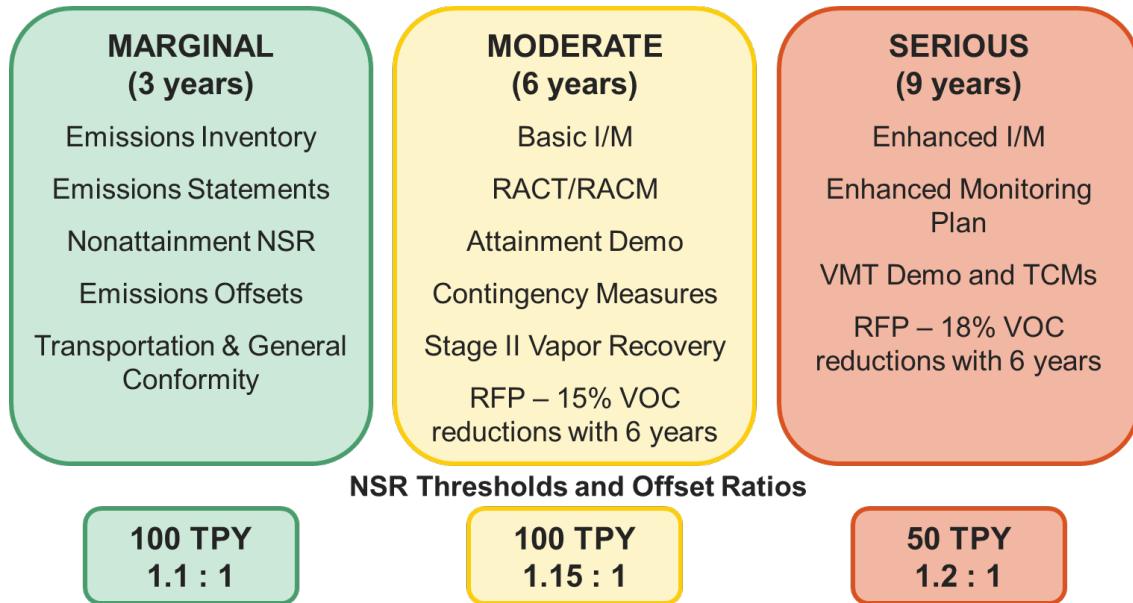 MARGINAL
(3 years)
Emissions Inventory
Emissions Statements
Nonattainment NSR
Emissions Offsets
Transportation & General
Conformity
MODERATE
(6 years)
Basic I/M
RACT/RACM
Attainment Demo
Contingency Measures
Stage II Vapor Recovery
RFP – 15% VOC
reductions with 6 years
SERIOUS
(9 years)
Enhanced I/M
Enhanced Monitoring
Plan
VMT Demo and TCMs
RFP – 18% VOC
reductions with 6 years
NSR Thresholds and Offset Ratios
100 TPY
1.1 : 1
100 TPY
1.15 : 1
50 TPY
1.2 : 1